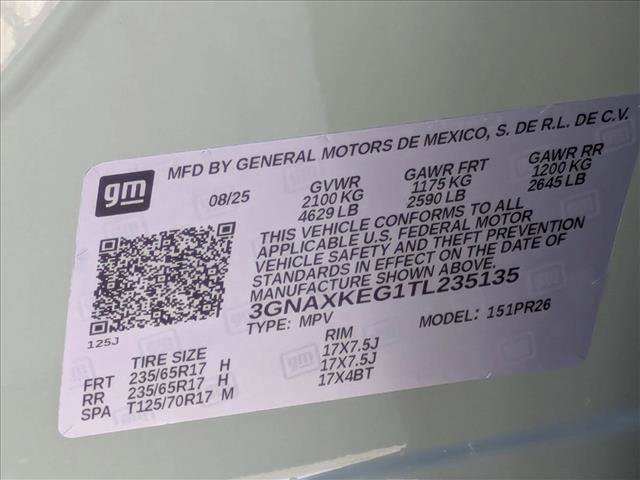 gm
MFD BY GENERAL MOTORS DE MEXICO, S. DE R.L. DE C.V.
08/25 GVWR GAWR FRT GAWR RR
2100 KG 1175 KG 1200 KG
4629 LB 2590 LB 2645 LB
THIS VEHICLE CONFORMS TO ALL
APPLICABLE U.S. FEDERAL MOTOR
VEHICLE SAFETY AND THEFT PREVENTION
STANDARDS IN EFFECT ON THE DATE OF
MANUFACTURE SHOWN ABOVE.
3GNAXKEG1TL235135
TYPE: MPV MODEL: 151PR26
125J
TIRE SIZE RIM
FRT 235/65R17 H 17X7.5J
RR 235/65R17 H 17X7.5J
SPA T125/70R17 M 17X4BT